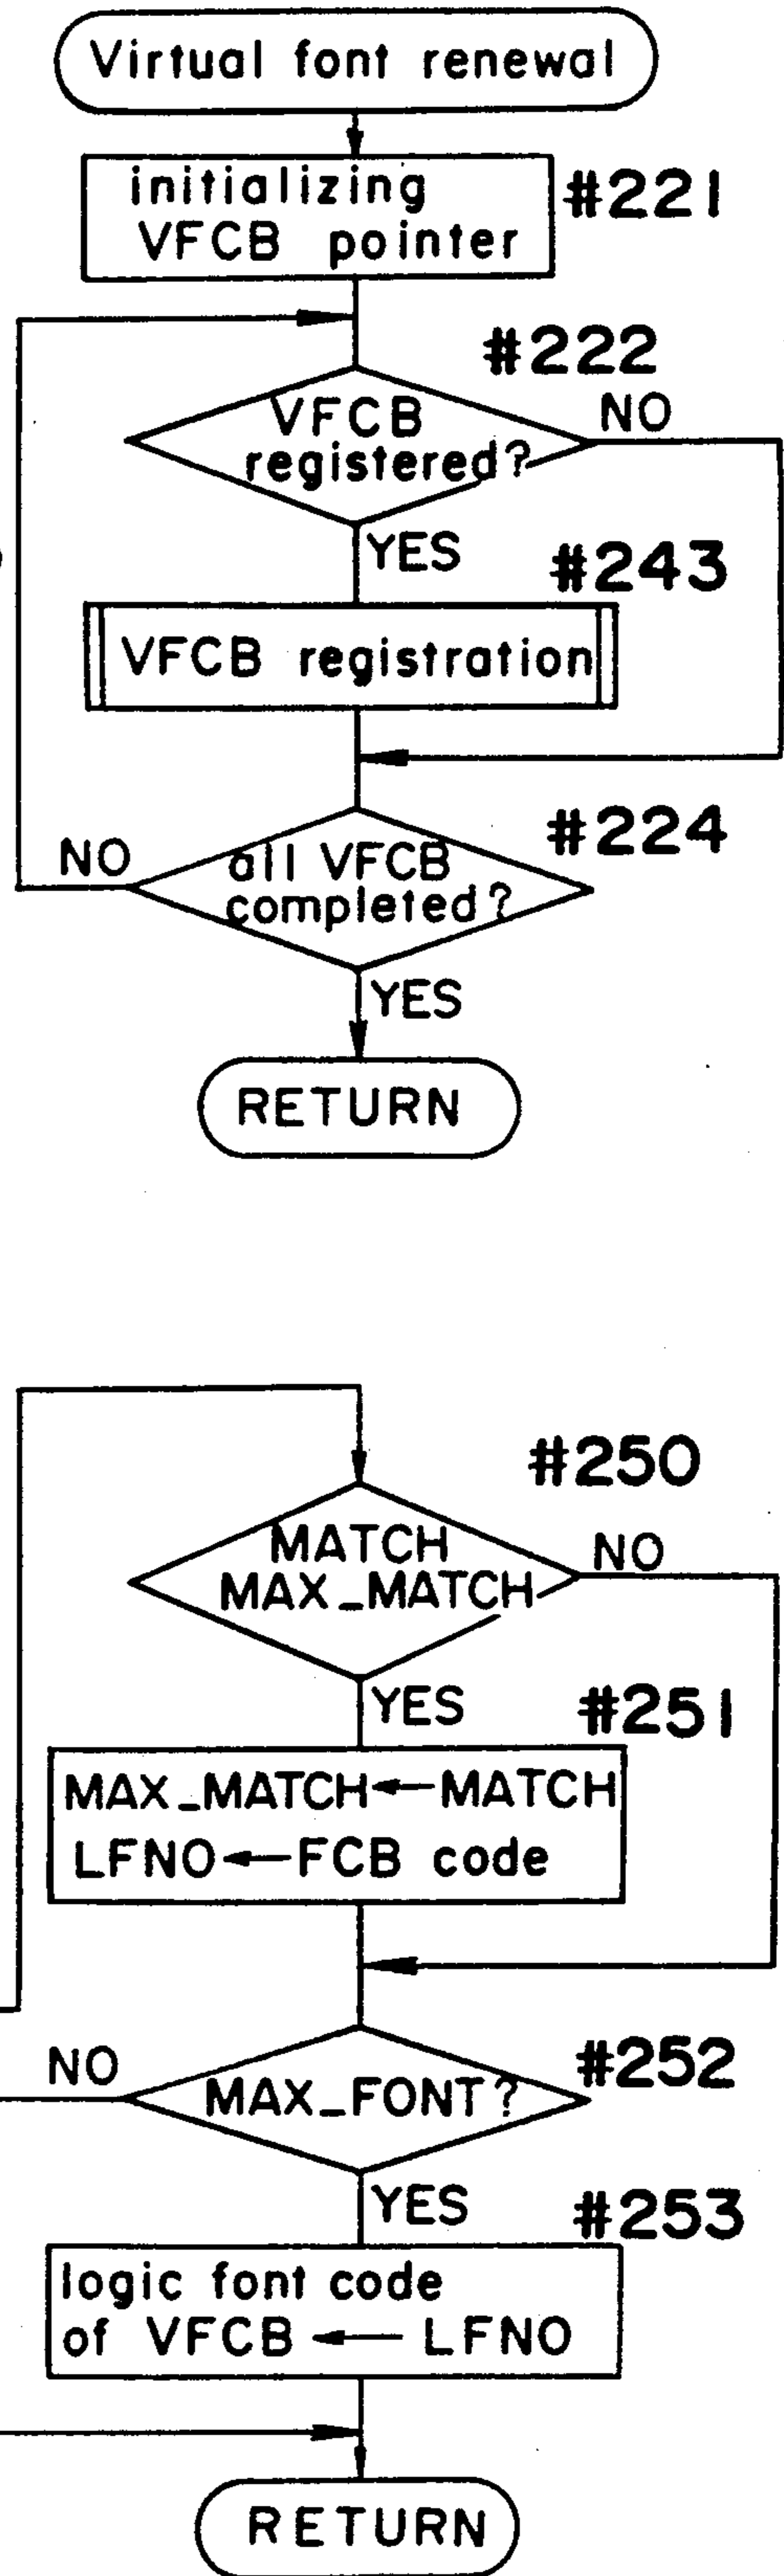 Virtual font renewal
initializing
VFCB pointer
#221
#222
VFCB
registered?
NO
YES
#243
VFCB registration
#224
NO
all VFCB
completed?
YES
RETURN
#250
MATCH
MAX_MATCH
NO
YES
#251
MAX_MATCH←MATCH
LFNO←FCB code
NO
#252
MAX_FONT?
YES
#253
logic font code
of VFCB ← LFNO
RETURN